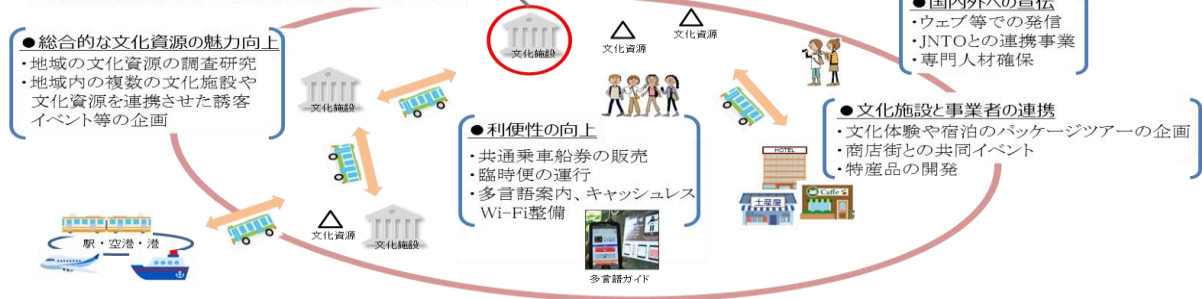 ●国内外への宣伝
・ウェブ等での発信
・JNTOとの連携事業
・専門人材確保
文化施設
文化資源
文化資源
●総合的な文化資源の魅力向上
・地域の文化資源の調査研究
・地域内の複数の文化施設や
文化資源を連携させた誘客
イベント等の企画
文化施設
●文化施設と事業者の連携
・文化体験や宿泊のパッケージツアーの企画
・商店街との共同イベント
・特産品の開発
●利便性の向上
・共通乗車船券の販売
・臨時便の運行
・多言語案内、キャッシュレス
Wi-Fi整備
HOTEL
土産屋
Caffe
文化資源
文化施設
駅・空港・港
多言語ガイド